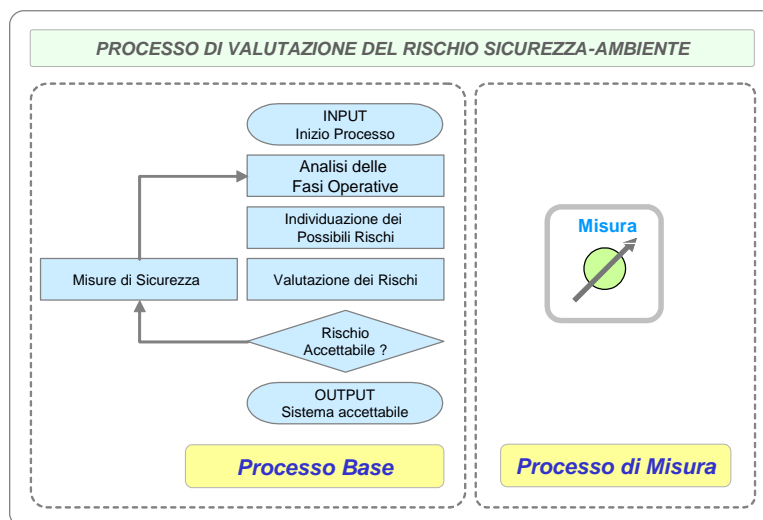 PROCESSO DI VALUTAZIONE DEL RISCHIO SICUREZZA-AMBIENTE
INPUT
Inizio Processo
Analisi delle
Fasi Operative
Individuazione dei
Possibili Rischi
Misure di Sicurezza
Valutazione dei Rischi
Rischio
Accettabile ?
OUTPUT
Sistema accettabile
Processo Base
Misura
Processo di Misura